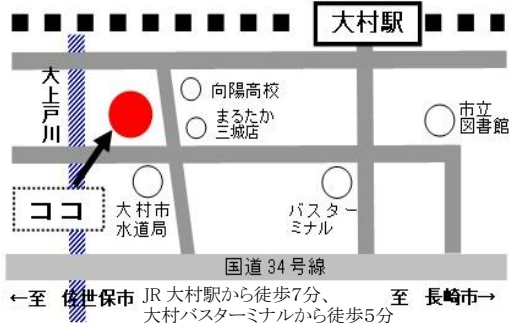 大村駅
大上戸川
向陽高校
まるたか
三城店
市立
図書館
ココ
大村市
水道局
バスター
ミナル
国道34号線
←至 佐世保市
JR大村駅から徒歩7分、
至 長崎市→
大村バスターミナルから徒歩5分